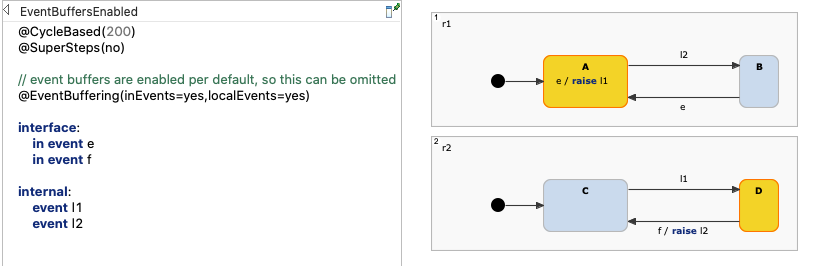 EventBuffersEnabled
@CycleBased(200)
@SuperSteps(no)
// event buffers are enabled per default, so this can be omitted
@EventBuffering(inEvents=yes,localEvents=yes)
interface:
in event e
in event f
internal:
event l1
event l2
1 r1
A
e / raise l1
l2
B
e
2 r2
C
l1
D
f / raise l2